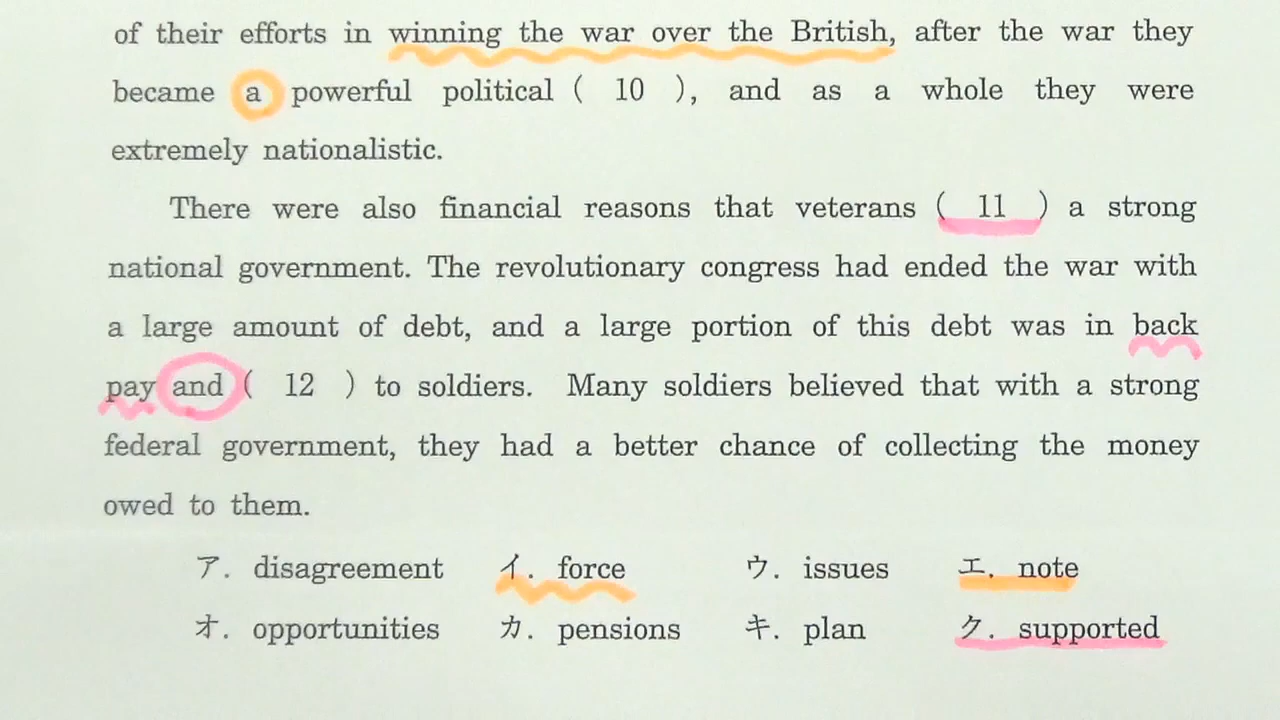 of their efforts in winning the war over the British, after the war they
became a powerful political ( 10 ), and as a whole they were
extremely nationalistic.
There were also financial reasons that veterans ( 11 ) a strong
national government. The revolutionary congress had ended the war with
a large amount of debt, and a large portion of this debt was in back
pay and ( 12 ) to soldiers. Many soldiers believed that with a strong
federal government, they had a better chance of collecting the money
owed to them.
ア. disagreement イ. force ウ. issues エ. note
オ. opportunities カ. pensions キ. plan ク. supported